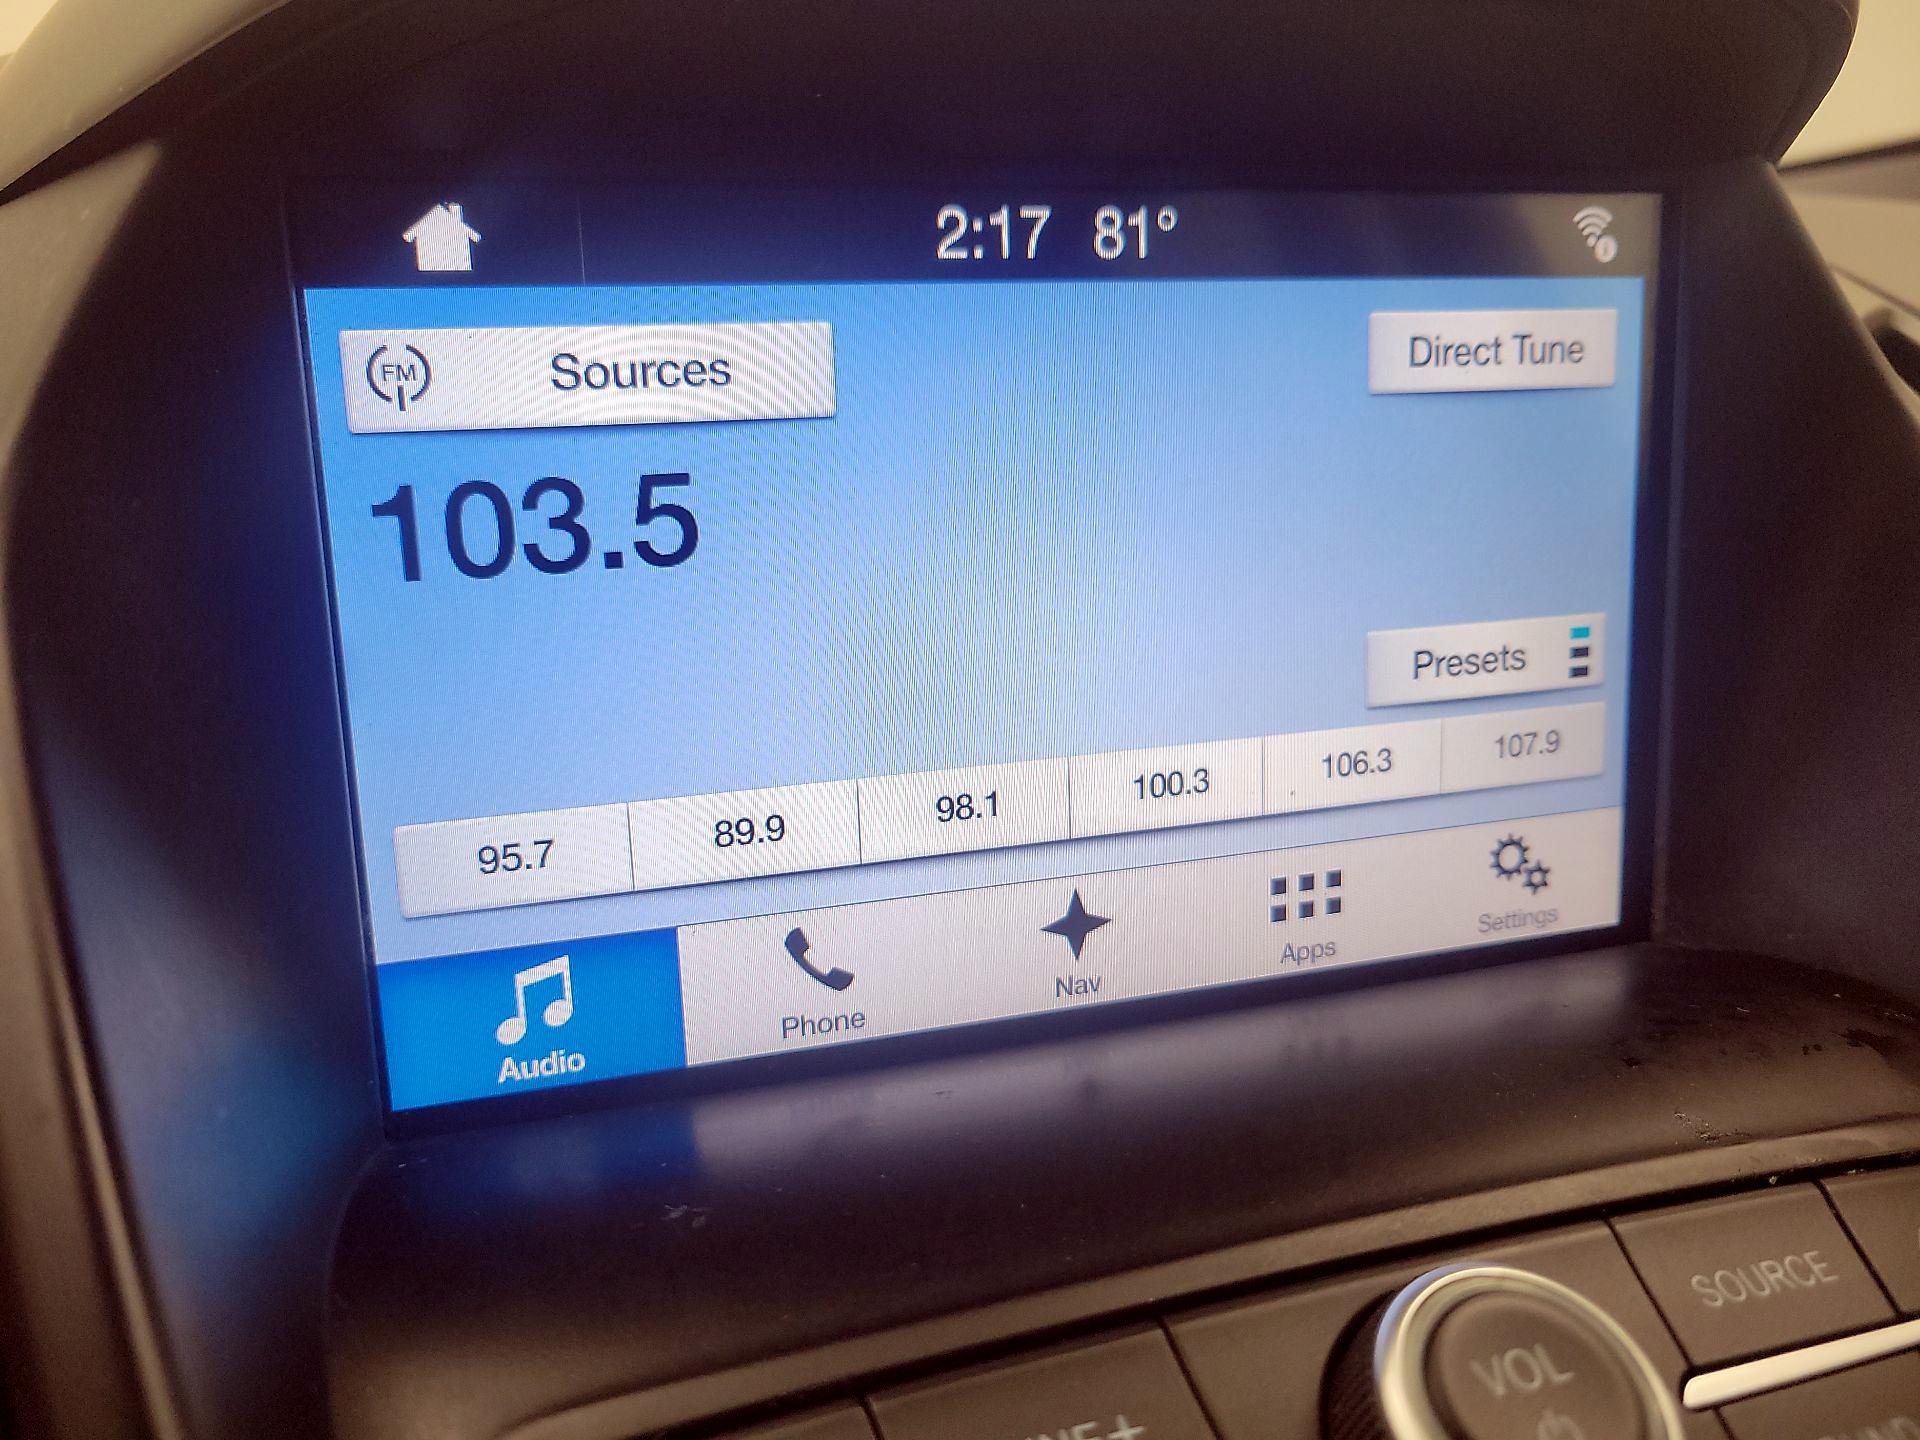 2:17 81°
FM Sources
Direct Tune
103.5
Presets
95.7 89.9 98.1 100.3 106.3 107.9
Audio Phone Nav Apps Settings
SOURCE
VOL